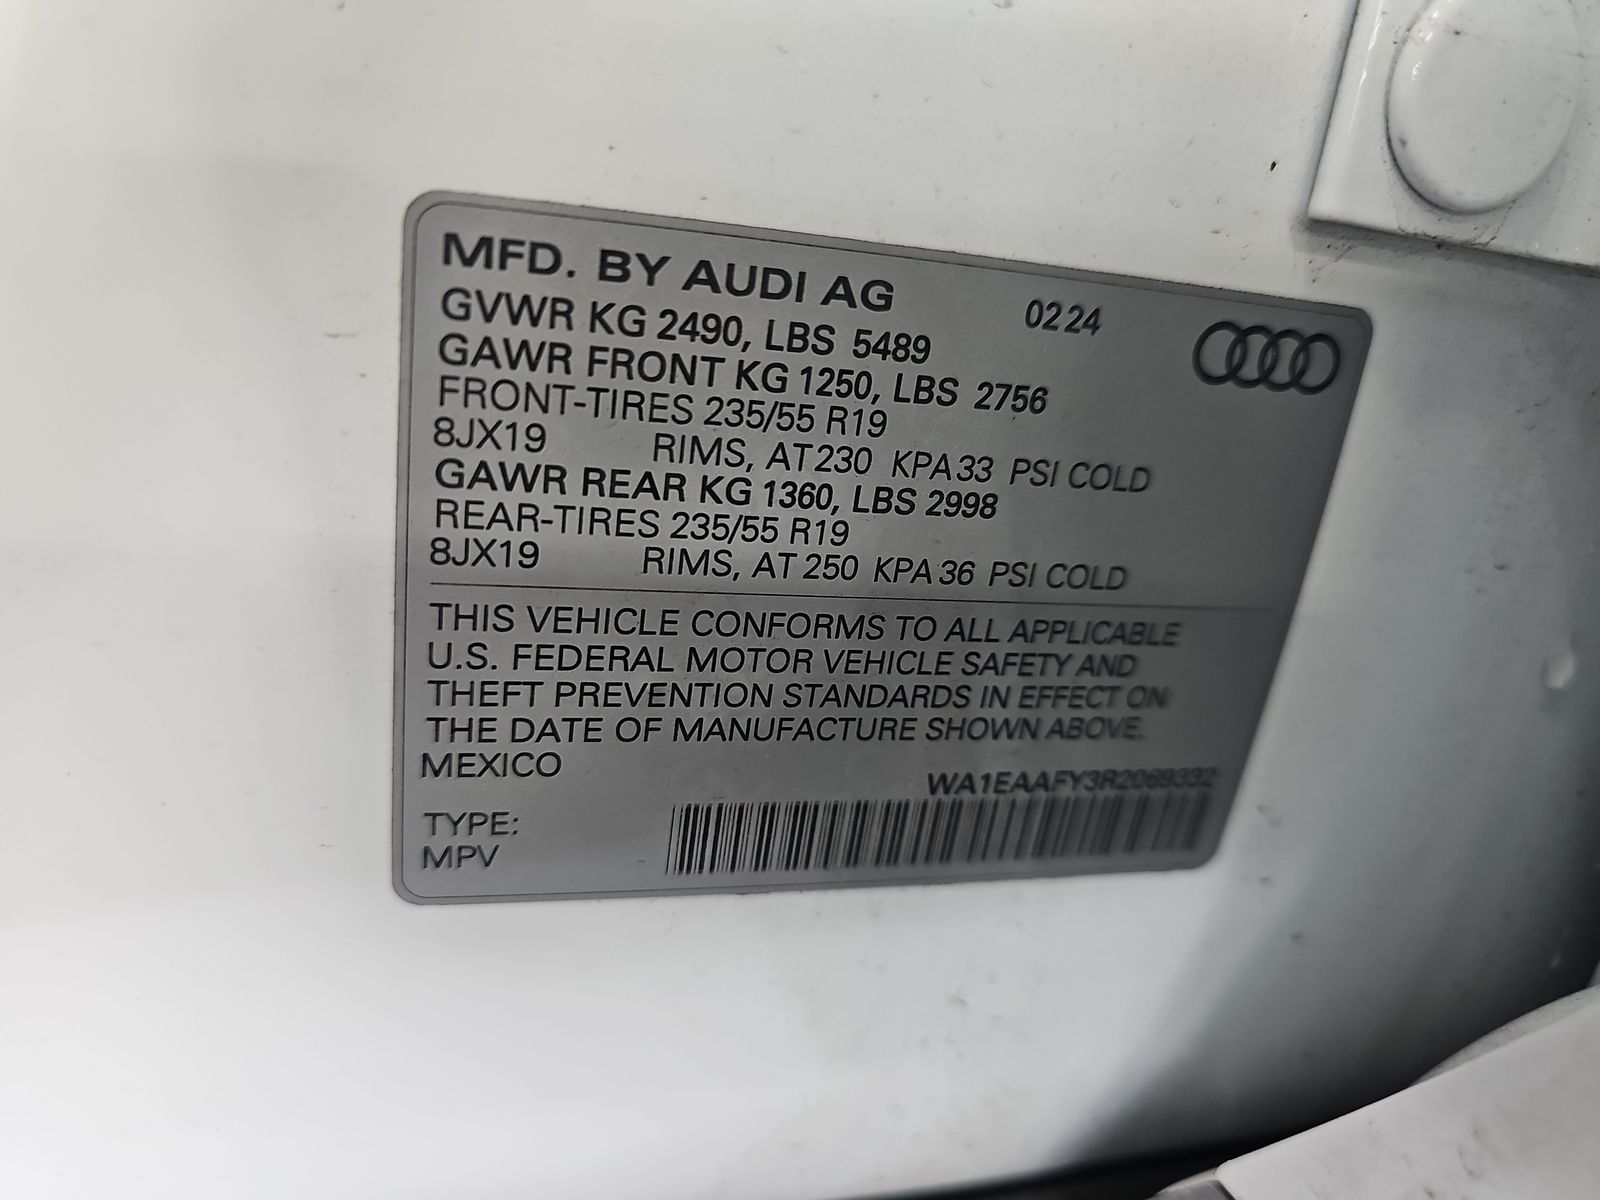 MFD. BY AUDI AG 0224
GVWR KG 2490, LBS 5489
GAWR FRONT KG 1250, LBS 2756
FRONT-TIRES 235/55 R19
8JX19 RIMS, AT 230 KPA 33 PSI COLD
GAWR REAR KG 1360, LBS 2998
REAR-TIRES 235/55 R19
8JX19 RIMS, AT 250 KPA 36 PSI COLD
THIS VEHICLE CONFORMS TO ALL APPLICABLE
U.S. FEDERAL MOTOR VEHICLE SAFETY AND
THEFT PREVENTION STANDARDS IN EFFECT ON
THE DATE OF MANUFACTURE SHOWN ABOVE.
MEXICO
WA1EAAFY3R2069332
TYPE:
MPV